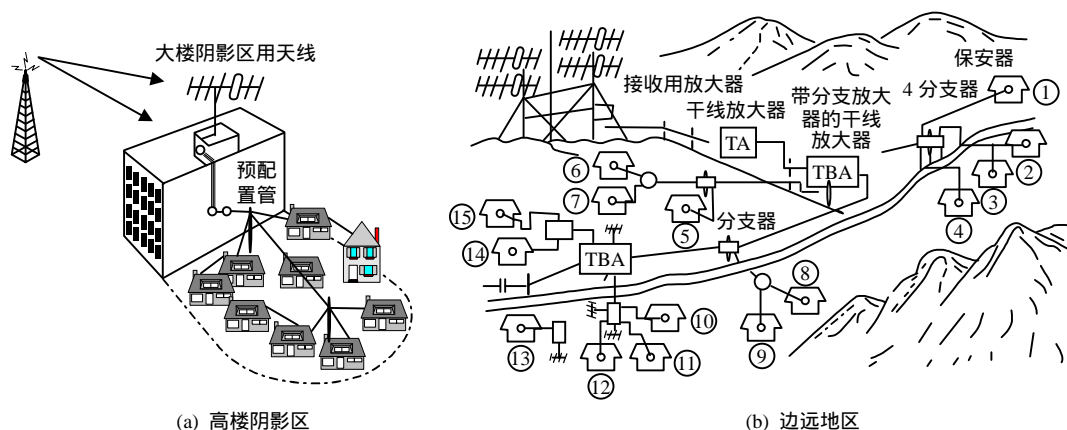 大楼阴影区用天线
预配
置管
(a) 高楼阴影区
接收用放大器
干线放大器
TA
带分支放大
器的干线
放大器
TBA
4 分支器
保安器
①
②
③
④
⑤
⑥
⑦
分支器
⑮
⑭
TBA
⑧
⑨
⑩
⑪
⑫
⑬
(b) 边远地区